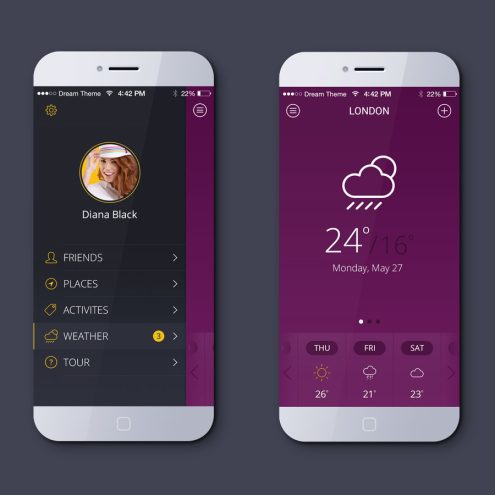 Dream Theme 4:42 PM 22%
Diana Black
FRIENDS
PLACES
ACTIVITES
WEATHER 3
TOUR
Dream Theme 4:42 PM 22%
LONDON
24°/16°
Monday, May 27
THU FRI SAT
26° 21° 23°